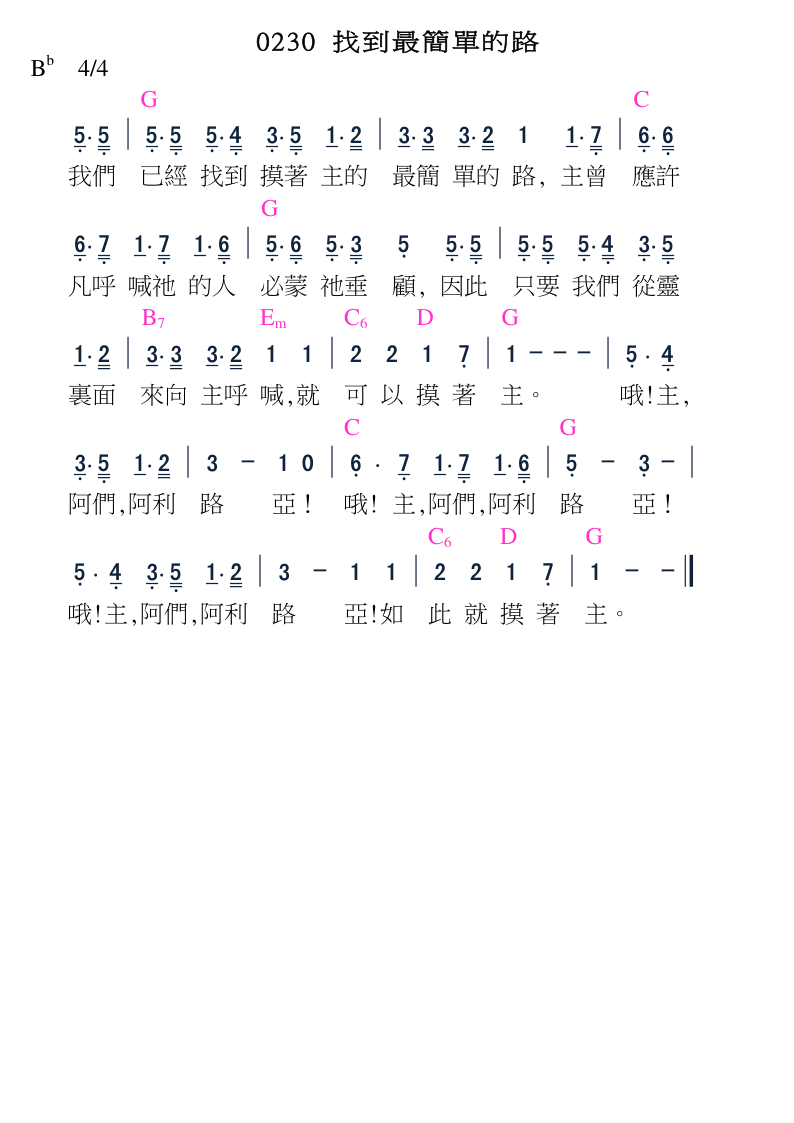 0230 找到最簡單的路
B♭ 4/4
G C
5· 5 | 5· 5 5· 4 3· 5 1· 2 | 3· 3 3· 2 1 1· 7 | 6· 6
我們 已經 找到 摸著 主的 最簡 單的 路, 主曾 應許
G
6· 7 1· 7 1· 6 | 5· 6 5· 3 5 5· 5 | 5· 5 5· 4 3· 5
凡呼 喊祂 的人 必蒙 祂垂 顧, 因此 只要 我們 從靈
B7 Em C6 D G
1· 2 | 3· 3 3· 2 1 1 | 2 2 1 7 | 1 - - - | 5 · 4
裏面 來向 主呼 喊,就 可 以 摸 著 主。 哦!主,
C G
3· 5 1· 2 | 3 - 1 0 | 6 · 7 1· 7 1· 6 | 5 - 3 - |
阿們,阿利 路 亞! 哦! 主,阿們,阿利 路 亞!
C6 D G
5 · 4 3· 5 1· 2 | 3 - 1 1 | 2 2 1 7 | 1 - - ||
哦!主,阿們,阿利 路 亞!如 此 就 摸 著 主。